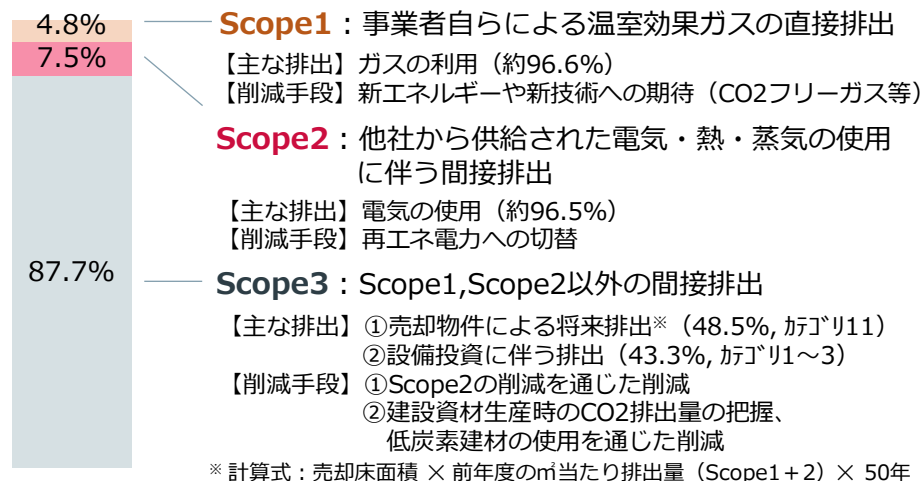 4.8%
Scope1：事業者自らによる温室効果ガスの直接排出
7.5%
【主な排出】ガスの利用（約96.6%）
【削減手段】新エネルギーや新技術への期待（CO2フリーガス等）
Scope2：他社から供給された電気・熱・蒸気の使用
に伴う間接排出
【主な排出】電気の使用（約96.5%）
【削減手段】再エネ電力への切替
87.7%
Scope3：Scope1,Scope2以外の間接排出
【主な排出】①売却物件による将来排出※（48.5%, ｶﾃｺﾞﾘ11）
②設備投資に伴う排出（43.3%, ｶﾃｺﾞﾘ1～3）
【削減手段】①Scope2の削減を通じた削減
②建設資材生産時のCO2排出量の把握、
低炭素建材の使用を通じた削減
※ 計算式：売却床面積 × 前年度の㎡当たり排出量（Scope1＋2）× 50年